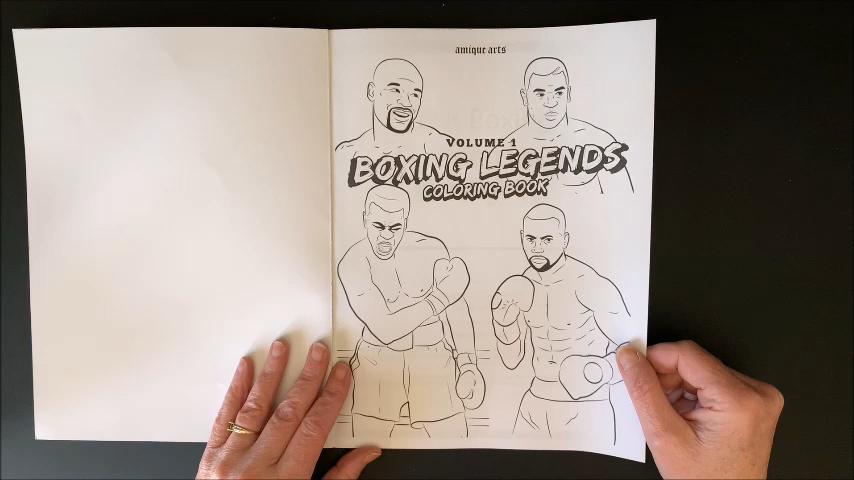 amique arts
VOLUME 1
BOXING LEGENDS
COLORING BOOK